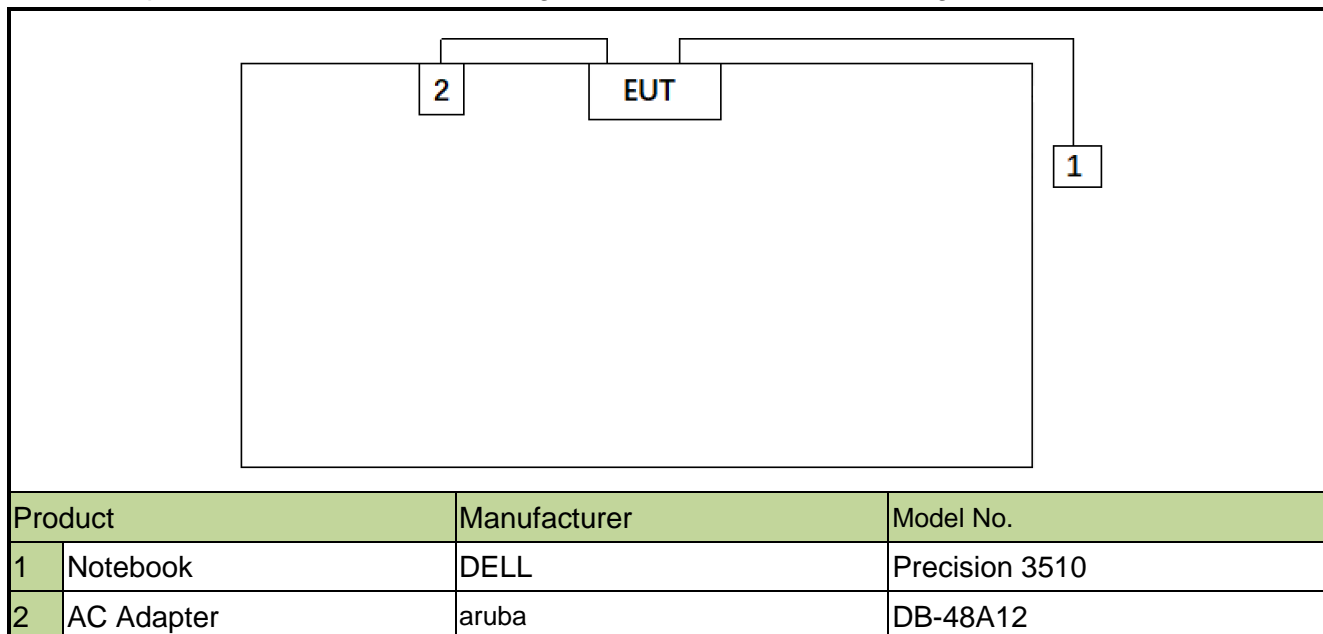 2 EUT
1
Product Manufacturer Model No.
1 Notebook DELL Precision 3510
2 AC Adapter aruba DB-48A12